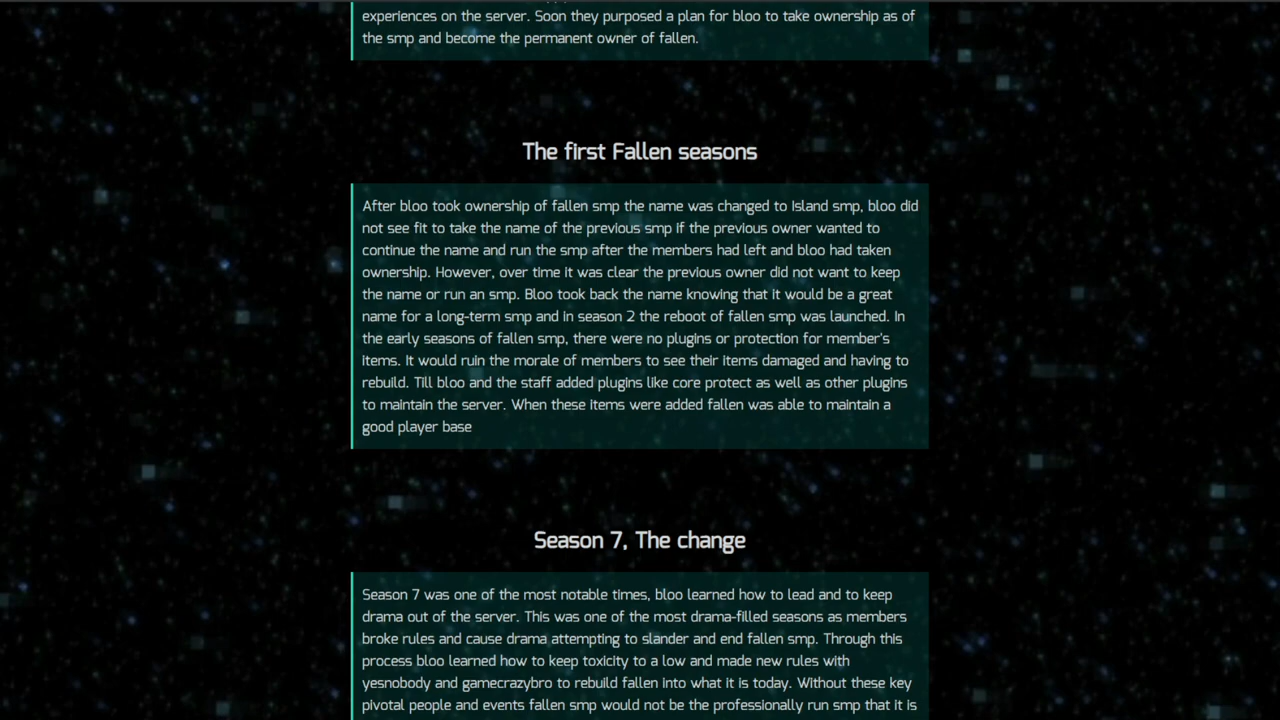 experiences on the server. Soon they purposed a plan for bloo to take ownership as of
the smp and become the permanent owner of fallen.
The first Fallen seasons
After bloo took ownership of fallen smp the name was changed to Island smp, bloo did
not see fit to take the name of the previous smp if the previous owner wanted to
continue the name and run the smp after the members had left and bloo had taken
ownership. However, over time it was clear the previous owner did not want to keep
the name or run an smp. Bloo took back the name knowing that it would be a great
name for a long-term smp and in season 2 the reboot of fallen smp was launched. In
the early seasons of fallen smp, there were no plugins or protection for member's
items. It would ruin the morale of members to see their items damaged and having to
rebuild. Till bloo and the staff added plugins like core protect as well as other plugins
to maintain the server. When these items were added fallen was able to maintain a
good player base
Season 7, The change
Season 7 was one of the most notable times, bloo learned how to lead and to keep
drama out of the server. This was one of the most drama-filled seasons as members
broke rules and cause drama attempting to slander and end fallen smp. Through this
process bloo learned how to keep toxicity to a low and made new rules with
yesnobody and gamecrazybro to rebuild fallen into what it is today. Without these key
pivotal people and events fallen smp would not be the professionally run smp that it is